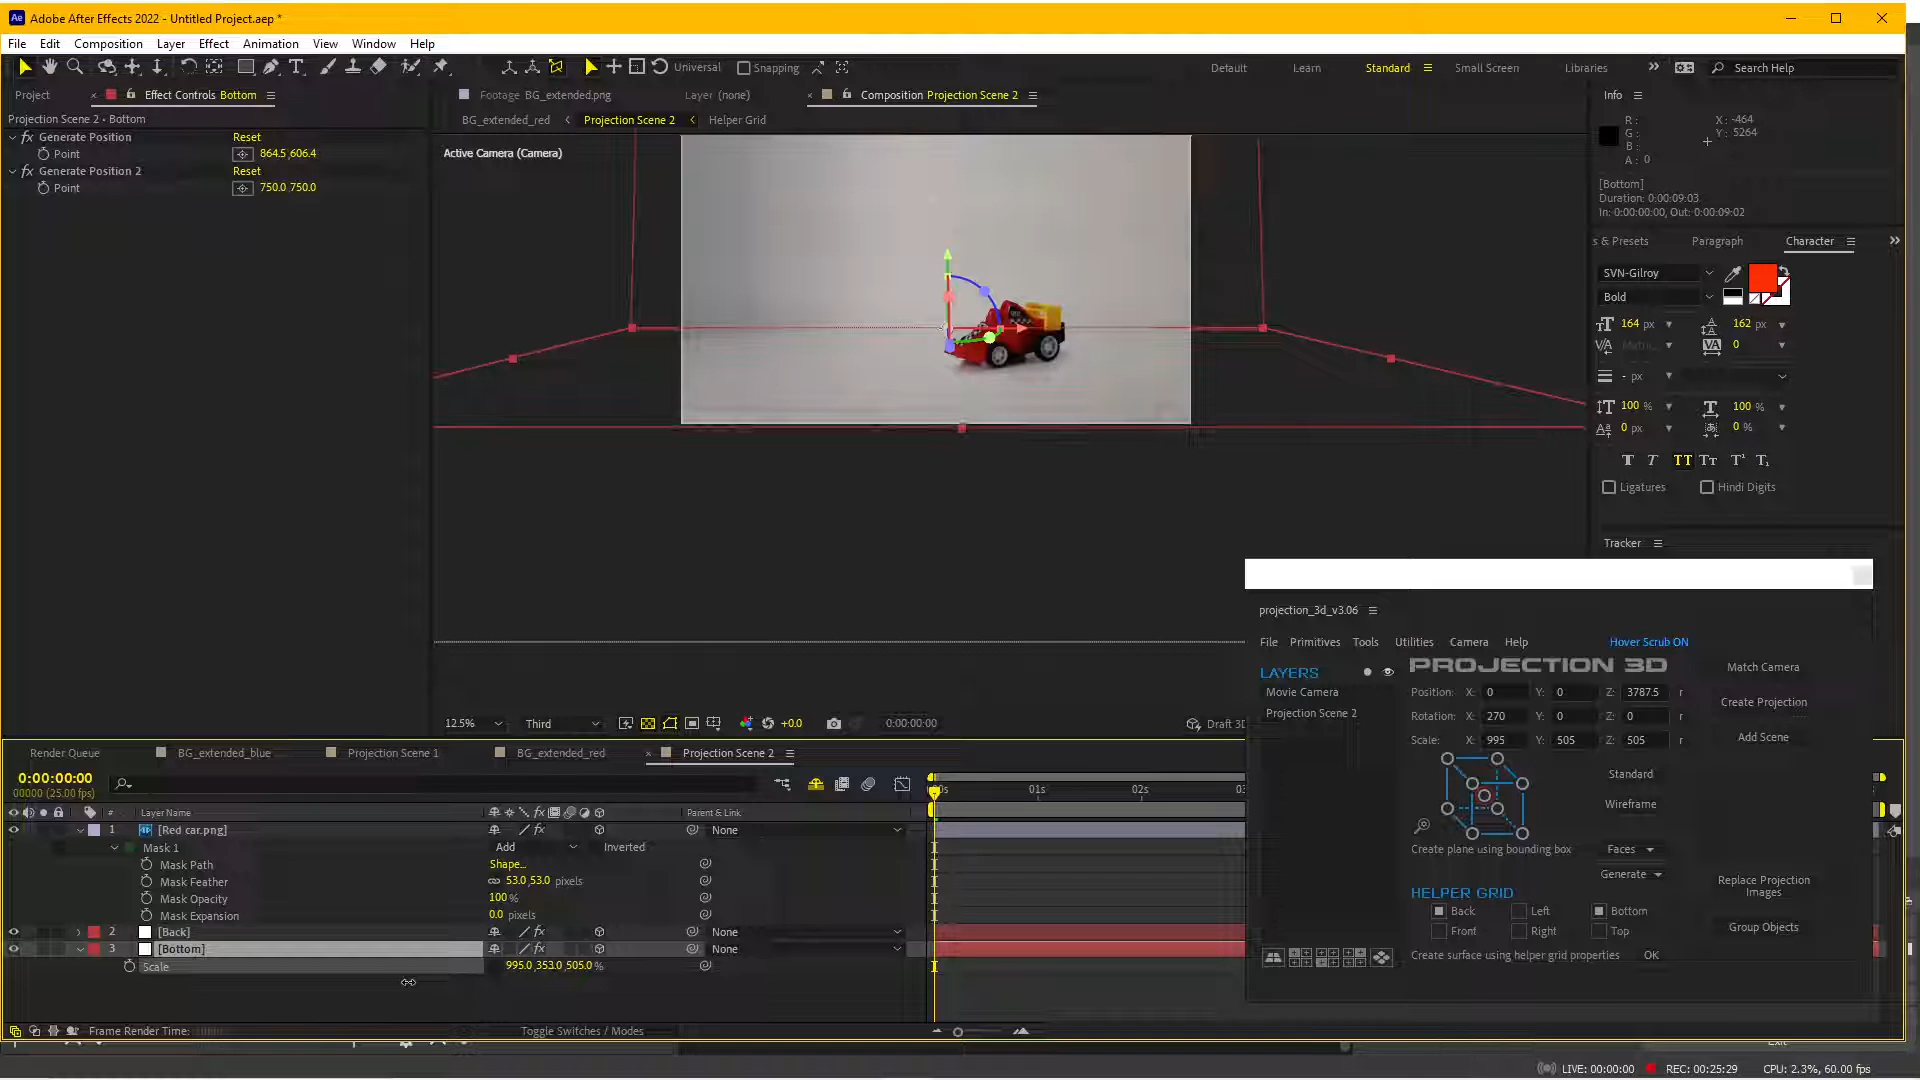 Ae Adobe After Effects 2022 - Untitled Project.aep *
File Edit Composition Layer Effect Animation View Window Help
Universal Snapping Default Learn Standard Small Screen Libraries Search Help
Project Effect Controls Bottom Footage BG_extended.png Layer (none) Composition Projection Scene 2 Info
Projection Scene 2 - Bottom BG_extended_red Projection Scene 2 Helper Grid
fx Generate Position Reset
Point 864.5,606.4
fx Generate Position 2 Reset
Point 750.0,750.0
Active Camera (Camera)
R :
G :
B :
A : 0
X : -464
Y : 5264
[Bottom]
Duration: 0:00:09:03
In: 0:00:00:00, Out: 0:00:09:02
s & Presets Paragraph Character
SVN-Gilroy
Bold
164 px 162 px
0
- px
100 % 100 %
0 px 0 %
Ligatures Hindi Digits
Tracker
projection_3d_v3.06
File Primitives Tools Utilities Camera Help Hover Scrub ON
LAYERS PROJECTION 3D Match Camera
Movie Camera Position: X: 0 Y: 0 Z: 3787.5 r Create Projection
Projection Scene 2 Rotation: X: 270 Y: 0 Z: 0 r
Scale: X: 995 Y: 505 Z: 505 r Add Scene
Standard
Wireframe
Create plane using bounding box Faces
Generate Replace Projection Images
HELPER GRID
Back Left Bottom
Front Right Top Group Objects
Create surface using helper grid properties OK
12.5% Third +0.0 0:00:00:00 Draft 3D
Render Queue BG_extended_blue Projection Scene 1 BG_extended_red Projection Scene 2
0:00:00:00
00000 (25.00 fps)
01s 02s
# Layer Name fx Parent & Link
1 [Red car.png] fx None
Mask 1 Add Inverted
Mask Path Shape...
Mask Feather 53.0,53.0 pixels
Mask Opacity 100 %
Mask Expansion 0.0 pixels
2 [Back] fx None
3 [Bottom] fx None
Scale 995.0,353.0,505.0 %
Frame Render Time: Toggle Switches / Modes
LIVE: 00:00:00 REC: 00:25:29 CPU: 2.3%, 60.00 fps